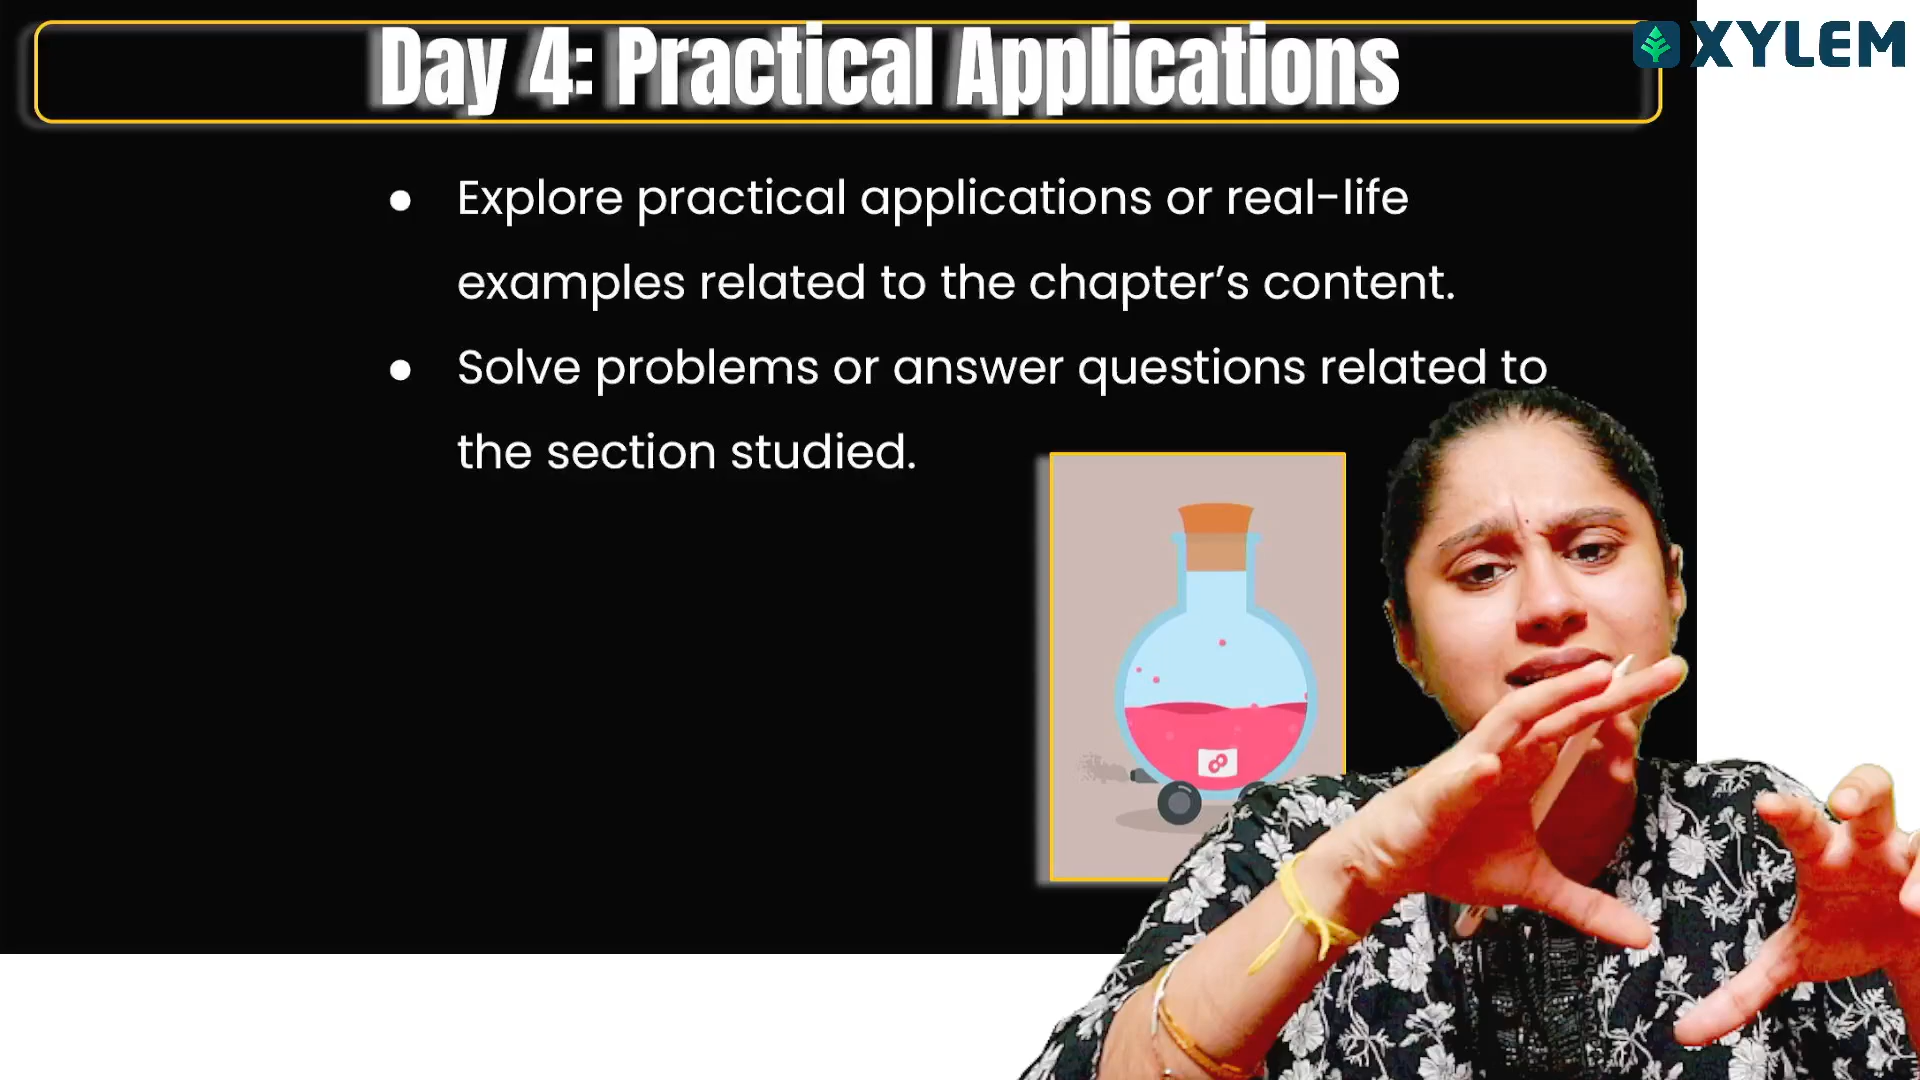 Day 4: Practical Applications
XYLEM
● Explore practical applications or real-life
examples related to the chapter’s content.
● Solve problems or answer questions related to
the section studied.